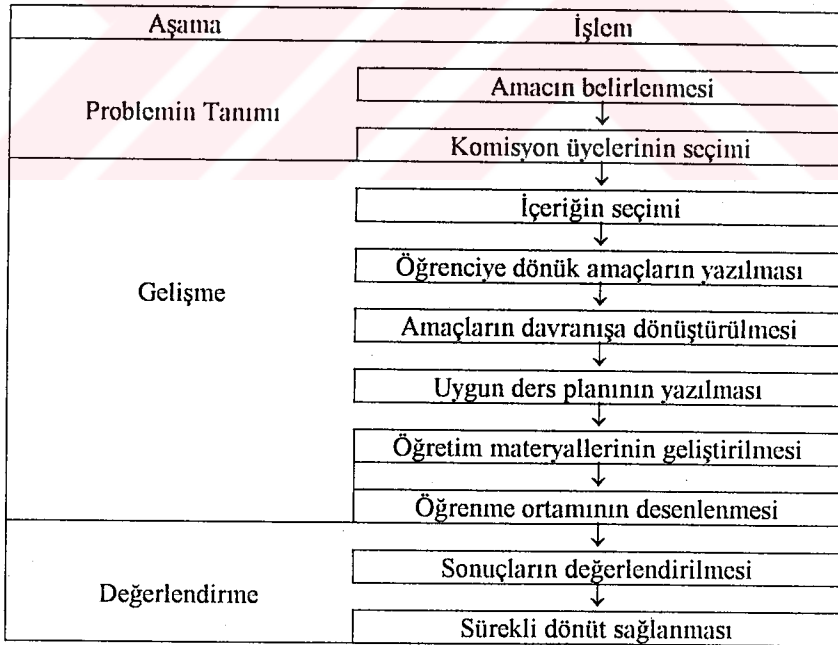 Aşama İşlem
Problemin Tanımı
Amacın belirlenmesi
Komisyon üyelerinin seçimi
Gelişme
İçeriğin seçimi
Öğrenciye dönük amaçların yazılması
Amaçların davranışa dönüştürülmesi
Uygun ders planının yazılması
Öğretim materyallerinin geliştirilmesi
Öğrenme ortamının desenlenmesi
Değerlendirme
Sonuçların değerlendirilmesi
Sürekli dönüt sağlanması